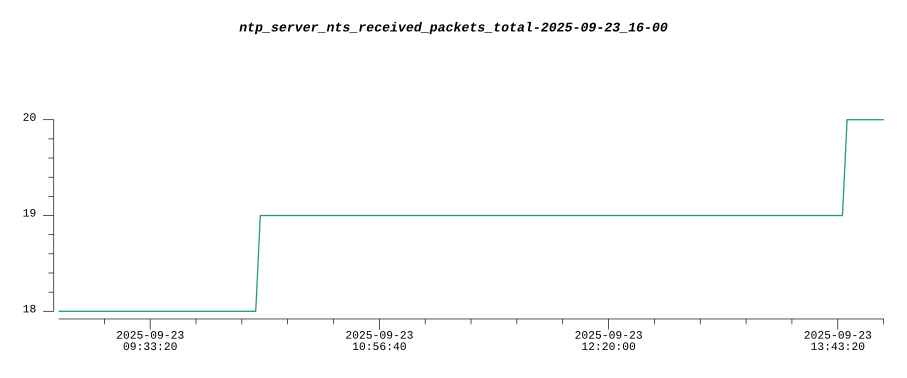 ntp_server_nts_received_packets_total-2025-09-23_16-00
20
19
18
2025-09-23 2025-09-23 2025-09-23 2025-09-23
09:33:20 10:56:40 12:20:00 13:43:20